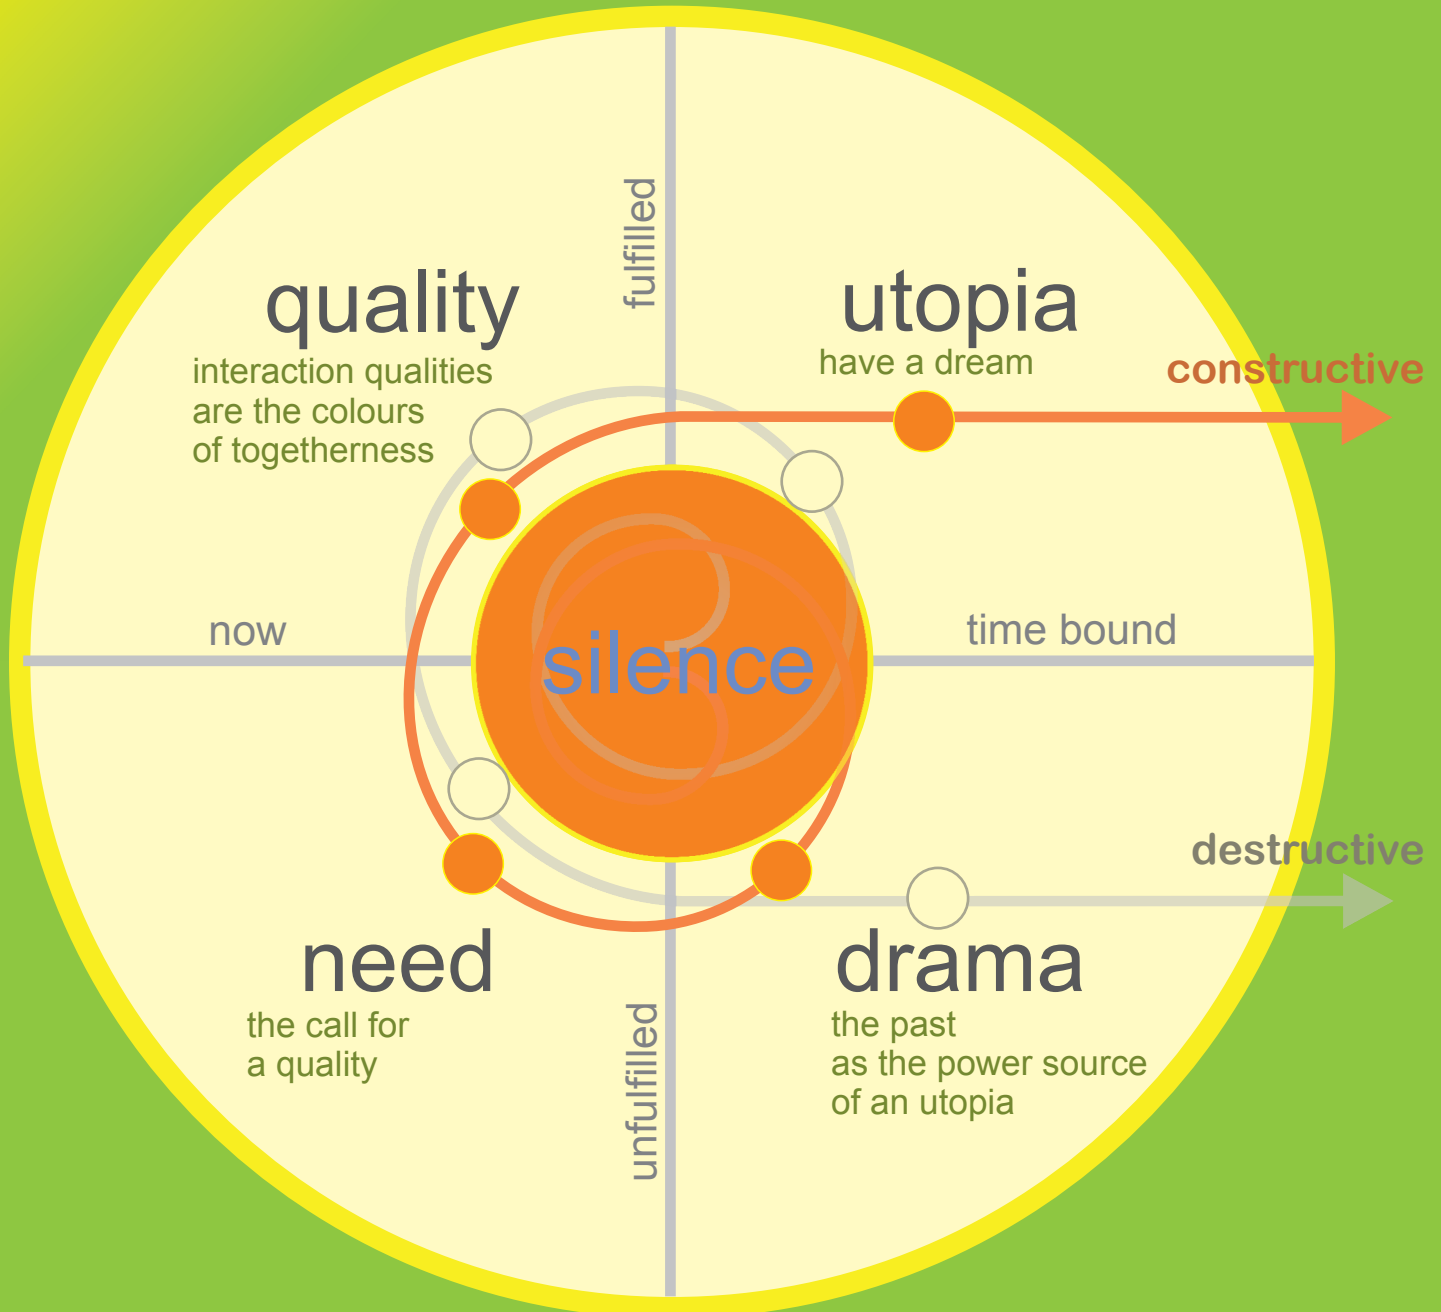 fulfilled
quality
interaction qualities
are the colours
of togetherness
utopia
have a dream
constructive
now
silence
time bound
destructive
need
the call for
a quality
unfulfilled
drama
the past
as the power source
of an utopia